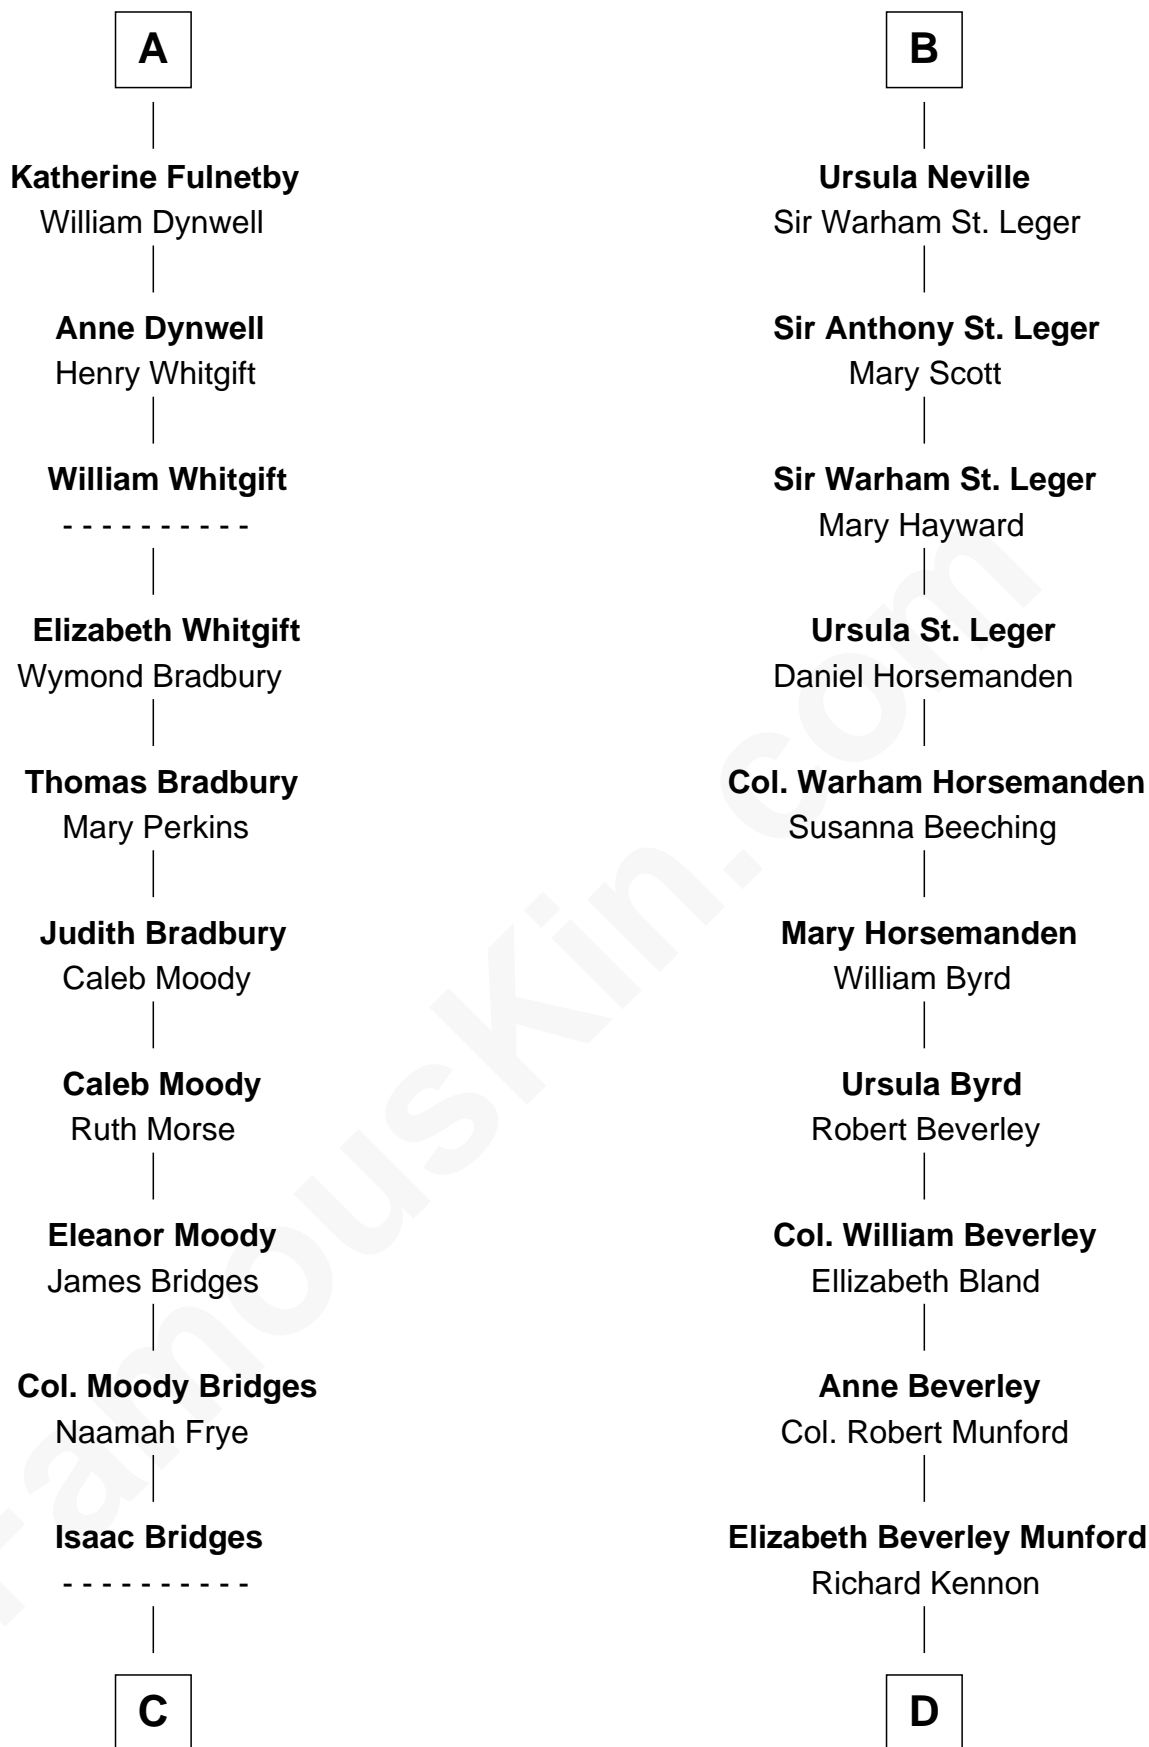 A
Katherine Fulnetby
William Dynwell
Anne Dynwell
Henry Whitgift
William Whitgift
- - - - - - - - - -
Elizabeth Whitgift
Wymond Bradbury
Thomas Bradbury
Mary Perkins
Judith Bradbury
Caleb Moody
Caleb Moody
Ruth Morse
Eleanor Moody
James Bridges
Col. Moody Bridges
Naamah Frye
Isaac Bridges
- - - - - - - - - -
C
B
Ursula Neville
Sir Warham St. Leger
Sir Anthony St. Leger
Mary Scott
Sir Warham St. Leger
Mary Hayward
Ursula St. Leger
Daniel Horsemanden
Col. Warham Horsemanden
Susanna Beeching
Mary Horsemanden
William Byrd
Ursula Byrd
Robert Beverley
Col. William Beverley
Ellizabeth Bland
Anne Beverley
Col. Robert Munford
Elizabeth Beverley Munford
Richard Kennon
D
FamousKin.com